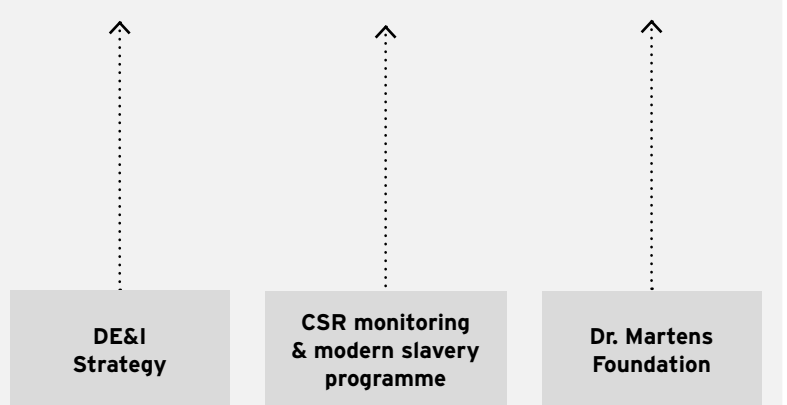 DE&I
Strategy
CSR monitoring
& modern slavery
programme
Dr. Martens
Foundation